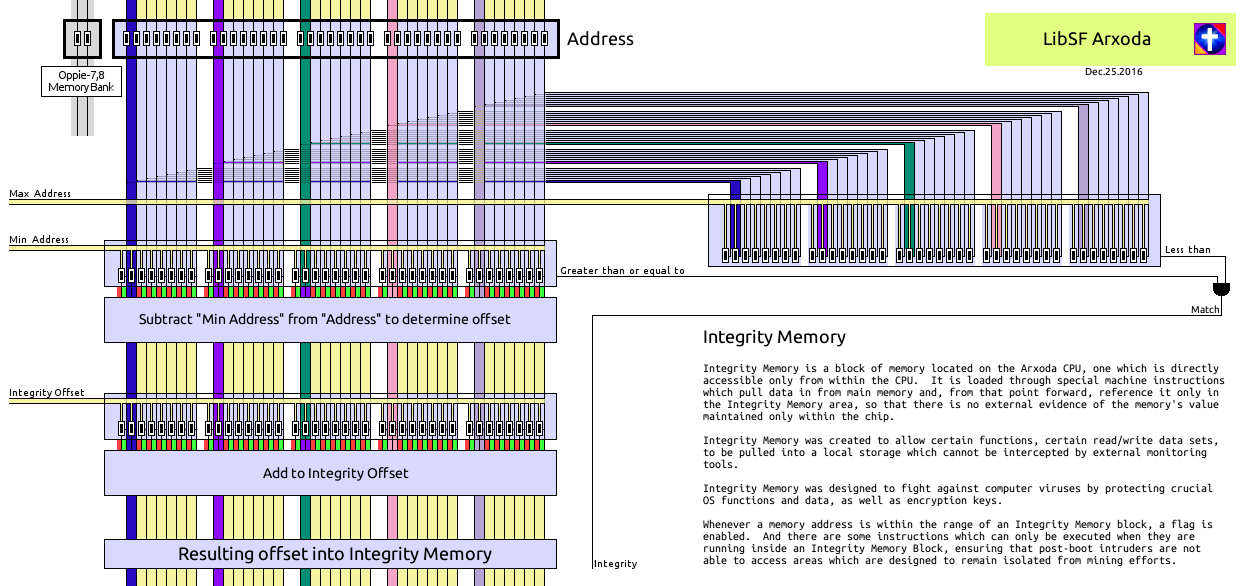 Address
LibSF Arxoda
Dec.25.2016
Oppie-7,8
Memory Bank
Max Address
Min Address
Less than
Greater than or equal to
Match
Subtract "Min Address" from "Address" to determine offset
Integrity Memory
Integrity Memory is a block of memory located on the Arxoda CPU, one which is directly
accessible only from within the CPU.  It is loaded through special machine instructions
which pull data in from main memory and, from that point forward, reference it only in
the Integrity Memory area, so that there is no external evidence of the memory's value
maintained only within the chip.
Integrity Memory was created to allow certain functions, certain read/write data sets,
to be pulled into a local storage which cannot be intercepted by external monitoring
tools.
Integrity Memory was designed to fight against computer viruses by protecting crucial
OS functions and data, as well as encryption keys.
Whenever a memory address is within the range of an Integrity Memory block, a flag is
enabled.  And there are some instructions which can only be executed when they are
running inside an Integrity Memory Block, ensuring that post-boot intruders are not
able to access areas which are designed to remain isolated from mining efforts.
Integrity Offset
Add to Integrity Offset
Resulting offset into Integrity Memory
Integrity